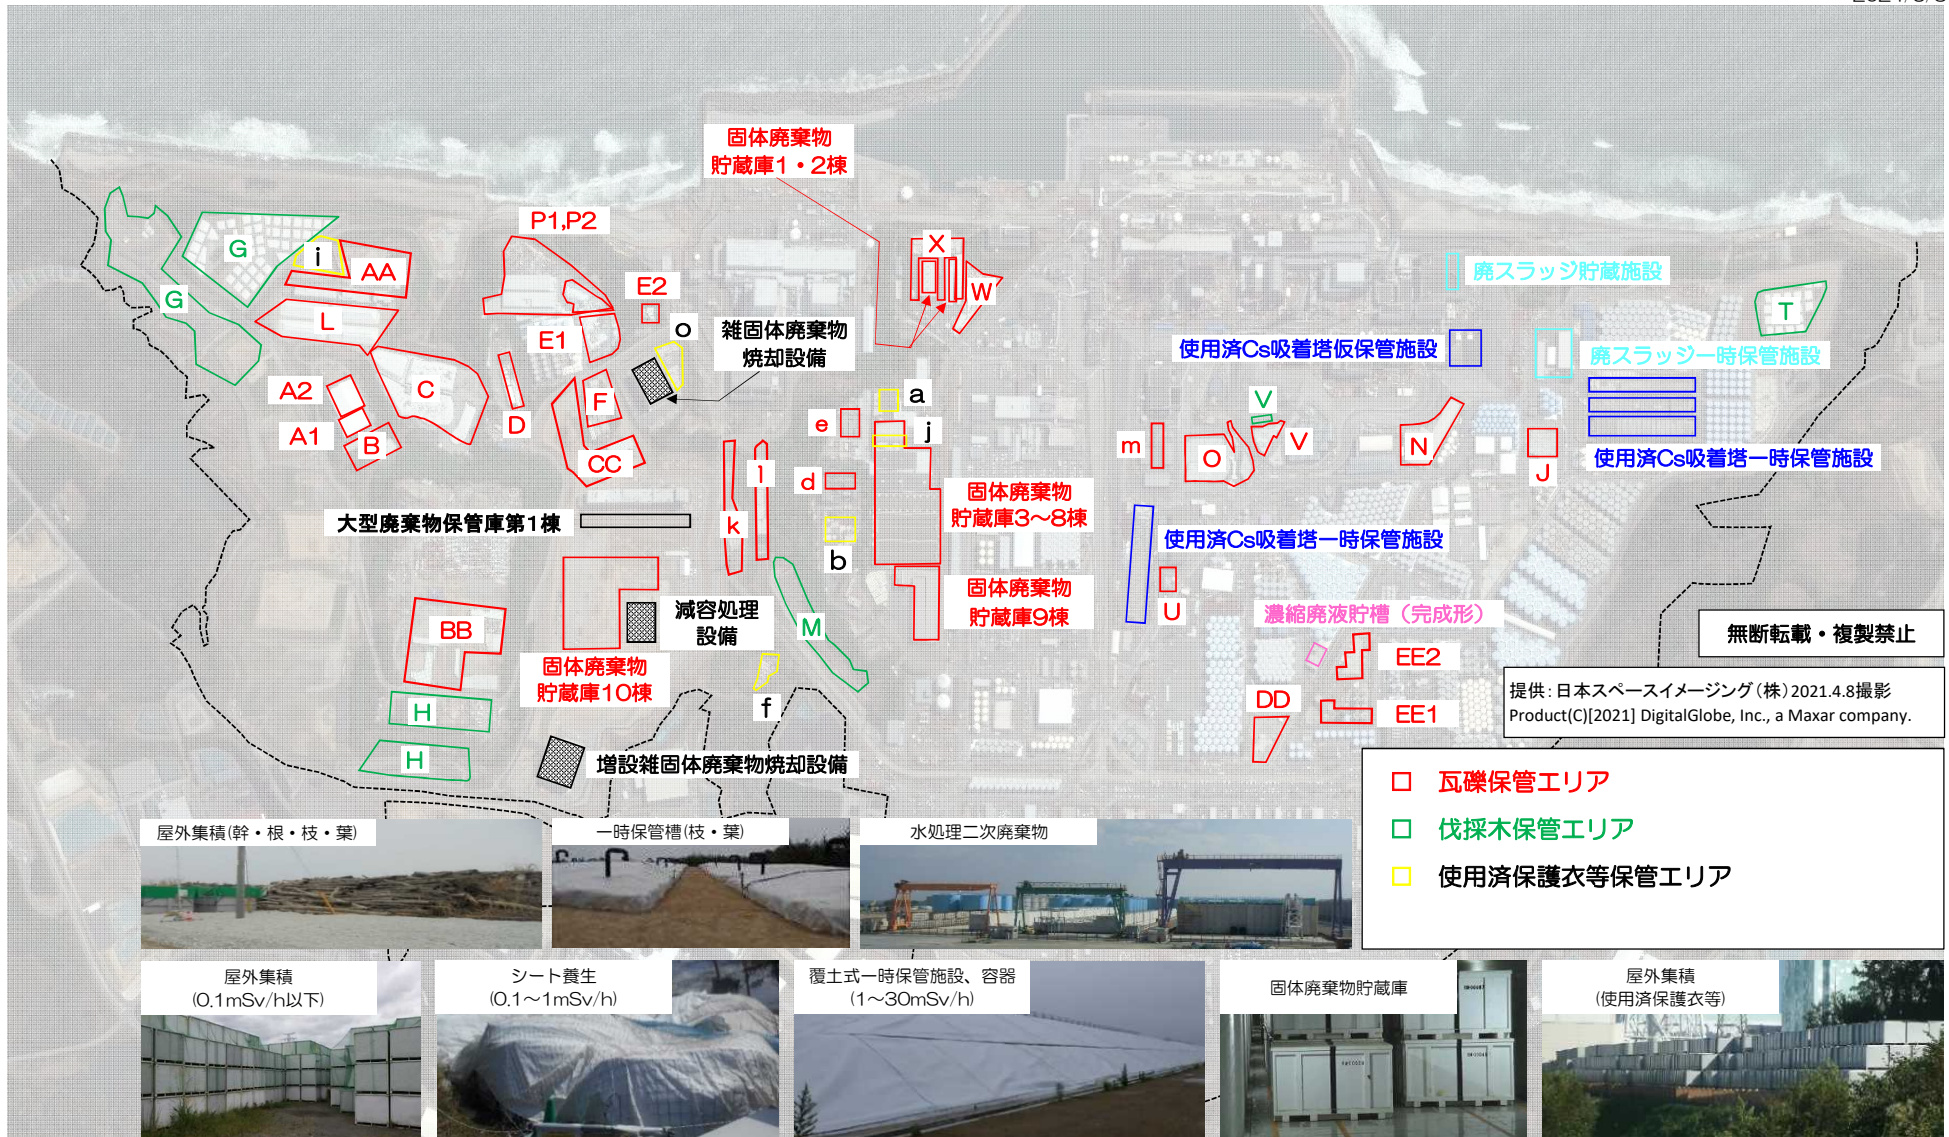 固体廃棄物
貯蔵庫1・2棟
P1,P2
G
i
AA
X
廃スラッジ貯蔵施設
G
E2
W
T
L
o
雑固体廃棄物
焼却設備
E1
使用済Cs吸着塔仮保管施設
廃スラッジ一時保管施設
A2
C
F
a
V
A1
B
D
e
j
m
O
V
N
J
使用済Cs吸着塔一時保管施設
CC
l
d
固体廃棄物
貯蔵庫3～8棟
大型廃棄物保管庫第1棟
k
b
使用済Cs吸着塔一時保管施設
固体廃棄物
貯蔵庫9棟
U
減容処理
設備
M
濃縮廃液貯槽（完成形）
BB
無断転載・複製禁止
固体廃棄物
貯蔵庫10棟
EE2
H
f
DD
EE1
提供：日本スペースイメージング（株）2021.4.8撮影
Product(C)[2021] DigitalGlobe, Inc., a Maxar company.
H
増設雑固体廃棄物焼却設備
瓦礫保管エリア
伐採木保管エリア
使用済保護衣等保管エリア
屋外集積(幹・根・枝・葉)
一時保管槽(枝・葉)
水処理二次廃棄物
屋外集積
(0.1mSv/h以下)
シート養生
(0.1～1mSv/h)
覆土式一時保管施設、容器
(1～30mSv/h)
固体廃棄物貯蔵庫
屋外集積
(使用済保護衣等)